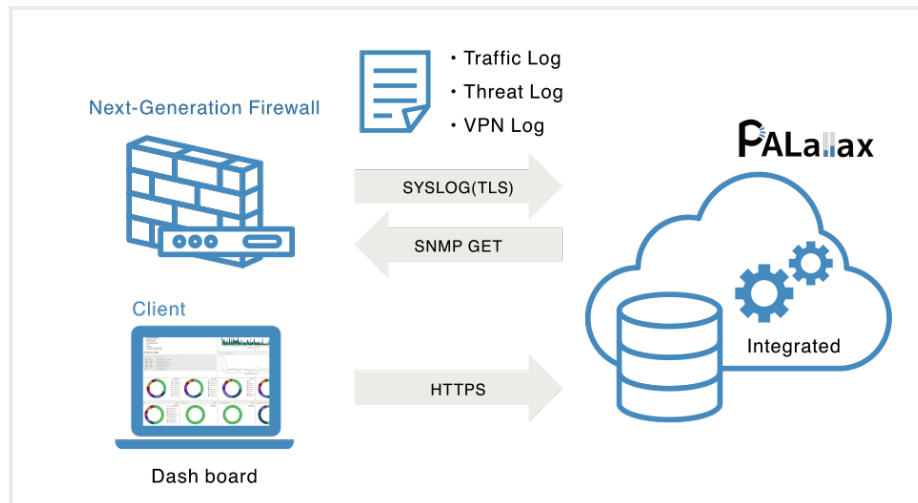 ・Traffic Log
・Threat Log
・VPN Log
Next-Generation Firewall
PALallax
SYSLOG(TLS)
SNMP GET
Client
Integrated
HTTPS
Dash board